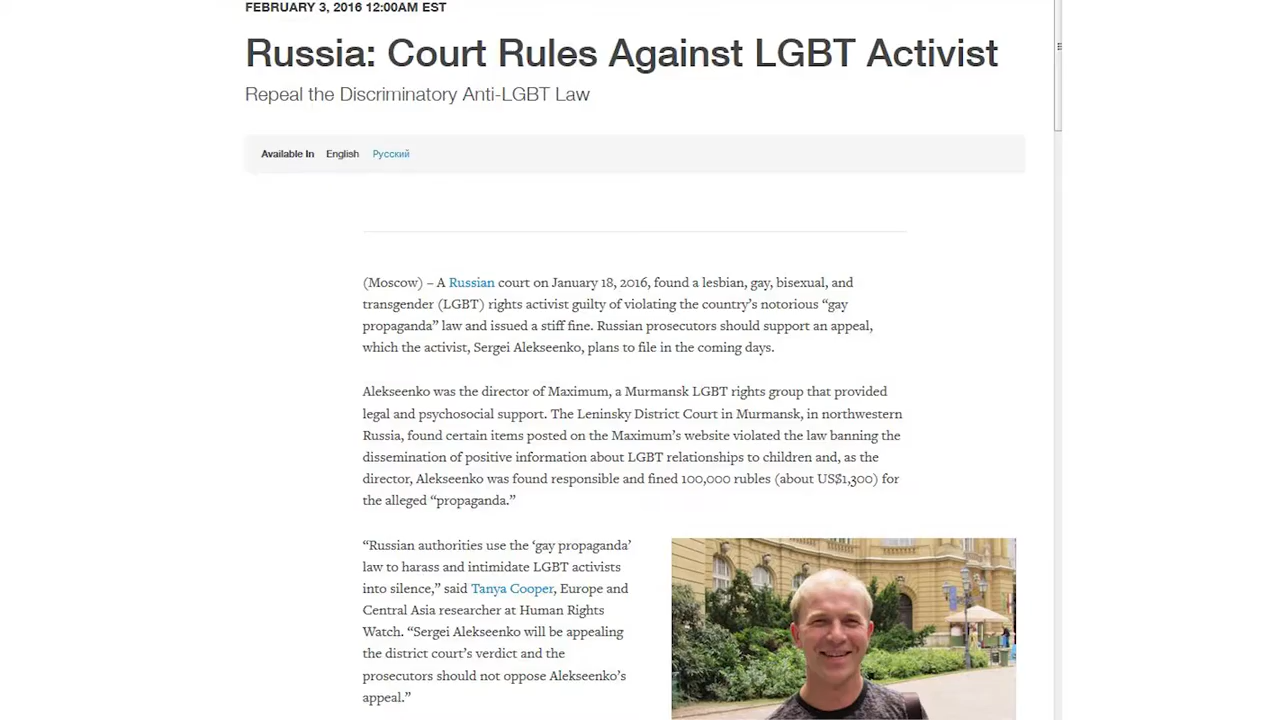 FEBRUARY 3, 2016 12:00AM EST
Russia: Court Rules Against LGBT Activist
Repeal the Discriminatory Anti-LGBT Law
Available In English Русский
(Moscow) – A Russian court on January 18, 2016, found a lesbian, gay, bisexual, and
transgender (LGBT) rights activist guilty of violating the country’s notorious “gay
propaganda” law and issued a stiff fine. Russian prosecutors should support an appeal,
which the activist, Sergei Alekseenko, plans to file in the coming days.
Alekseenko was the director of Maximum, a Murmansk LGBT rights group that provided
legal and psychosocial support. The Leninsky District Court in Murmansk, in northwestern
Russia, found certain items posted on the Maximum’s website violated the law banning the
dissemination of positive information about LGBT relationships to children and, as the
director, Alekseenko was found responsible and fined 100,000 rubles (about US$1,300) for
the alleged “propaganda.”
“Russian authorities use the ‘gay propaganda’
law to harass and intimidate LGBT activists
into silence,” said Tanya Cooper, Europe and
Central Asia researcher at Human Rights
Watch. “Sergei Alekseenko will be appealing
the district court’s verdict and the
prosecutors should not oppose Alekseenko’s
appeal.”